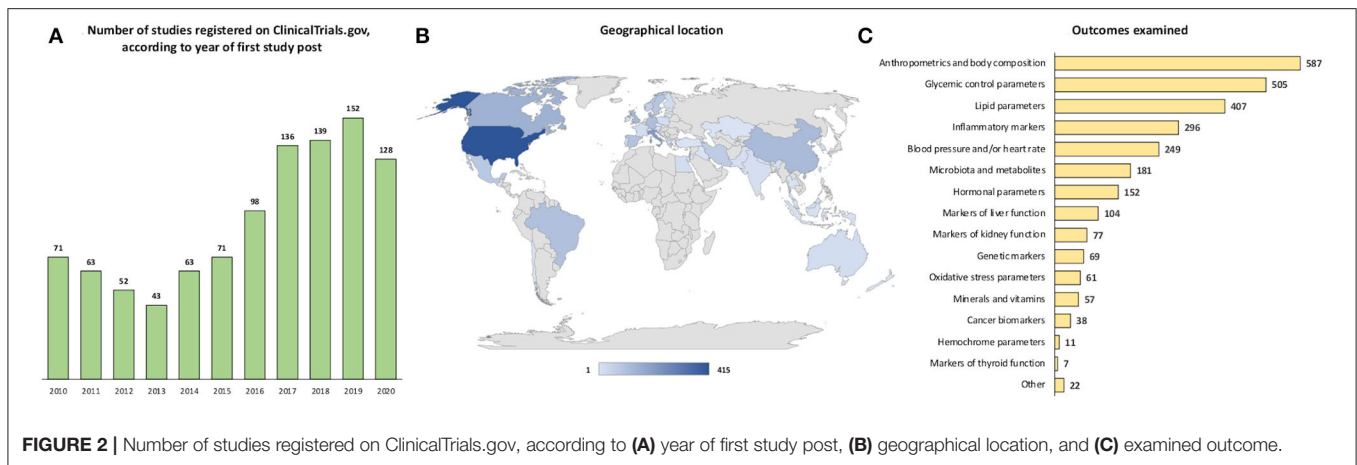 A
Number of studies registered on ClinicalTrials.gov,
according to year of first study post
71
63
52
43
63
71
98
136
139
152
128
2010
2011
2012
2013
2014
2015
2016
2017
2018
2019
2020
B
Geographical location
1
415
C
Outcomes examined
Anthropometrics and body composition 587
Glycemic control parameters 505
Lipid parameters 407
Inflammatory markers 296
Blood pressure and/or heart rate 249
Microbiota and metabolites 181
Hormonal parameters 152
Markers of liver function 104
Markers of kidney function 77
Genetic markers 69
Oxidative stress parameters 61
Minerals and vitamins 57
Cancer biomarkers 38
Hemochrome parameters 11
Markers of thyroid function 7
Other 22
FIGURE 2 | Number of studies registered on ClinicalTrials.gov, according to (A) year of first study post, (B) geographical location, and (C) examined outcome.